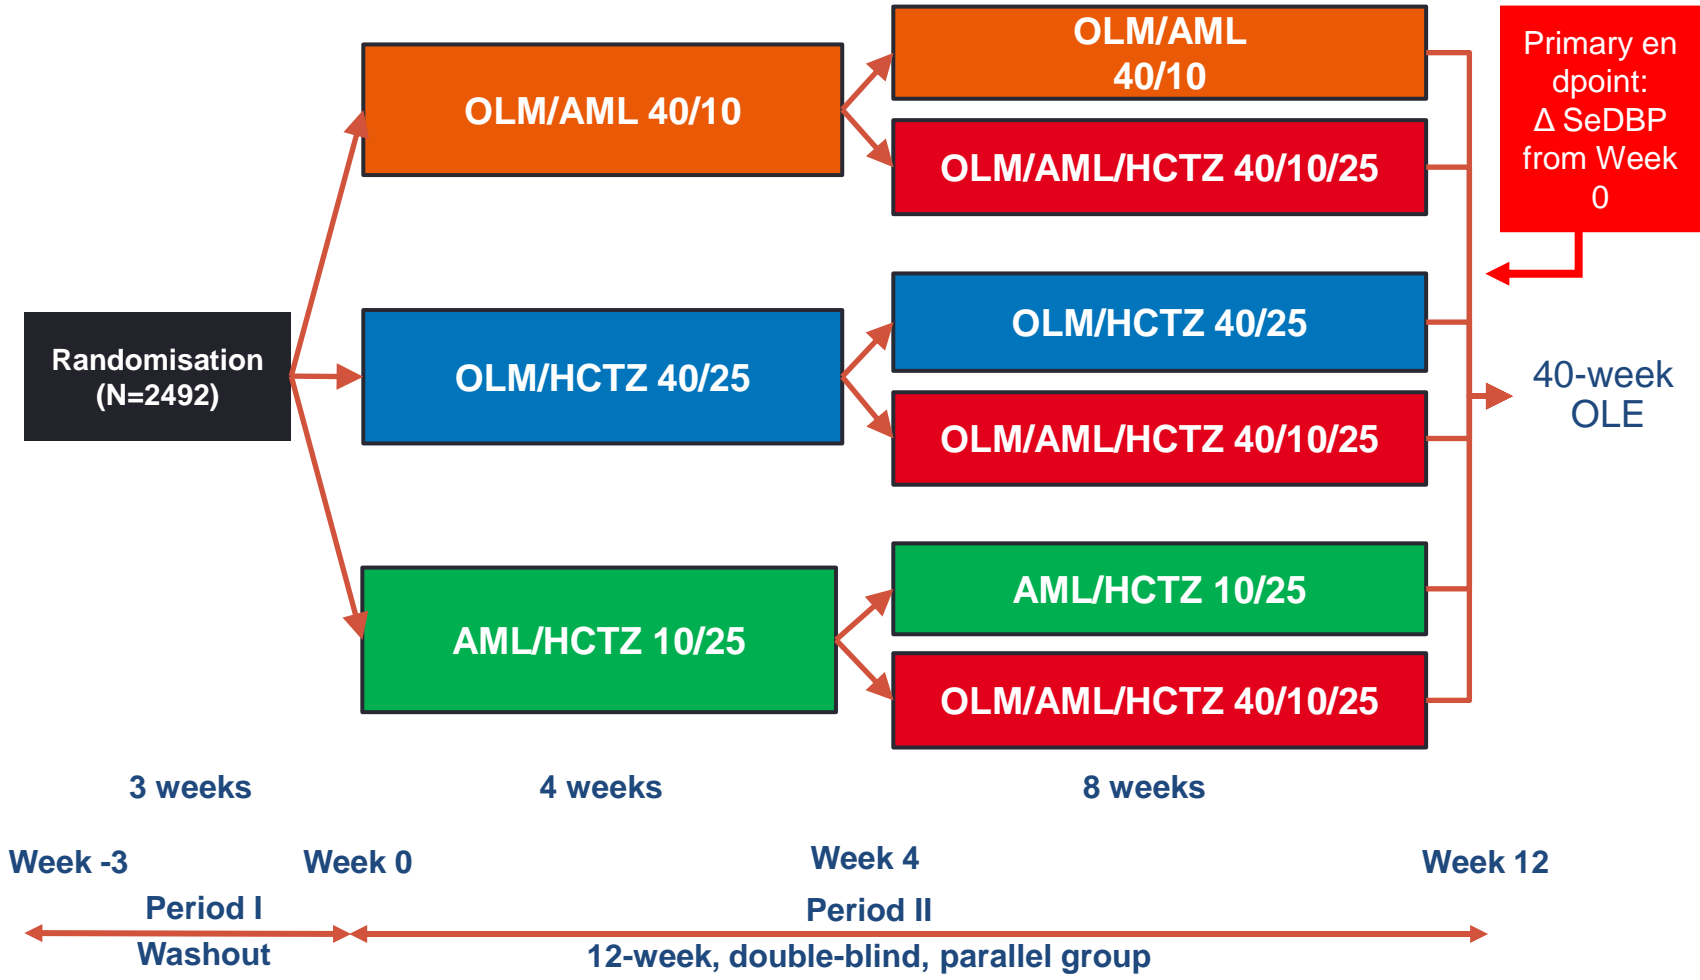 Randomisation
(N=2492)
OLM/AML 40/10
OLM/HCTZ 40/25
AML/HCTZ 10/25
OLM/AML
40/10
OLM/AML/HCTZ 40/10/25
OLM/HCTZ 40/25
OLM/AML/HCTZ 40/10/25
AML/HCTZ 10/25
OLM/AML/HCTZ 40/10/25
Primary en
dpoint:
Δ SeDBP
from Week
0
40-week
OLE
3 weeks
4 weeks
8 weeks
Week -3
Week 0
Week 4
Week 12
Period I
Washout
Period II
12-week, double-blind, parallel group